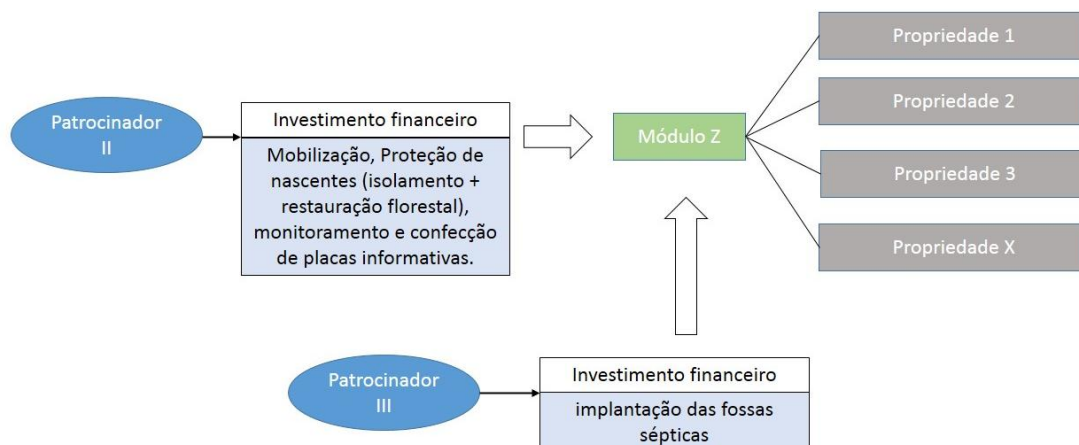 Patrocinador
II
Investimento financeiro
Mobilização, Proteção de
nascentes (isolamento +
restauração florestal),
monitoramento e confecção
de placas informativas.
Módulo Z
Propriedade 1
Propriedade 2
Propriedade 3
Propriedade X
Patrocinador
III
Investimento financeiro
implantação das fossas
sépticas